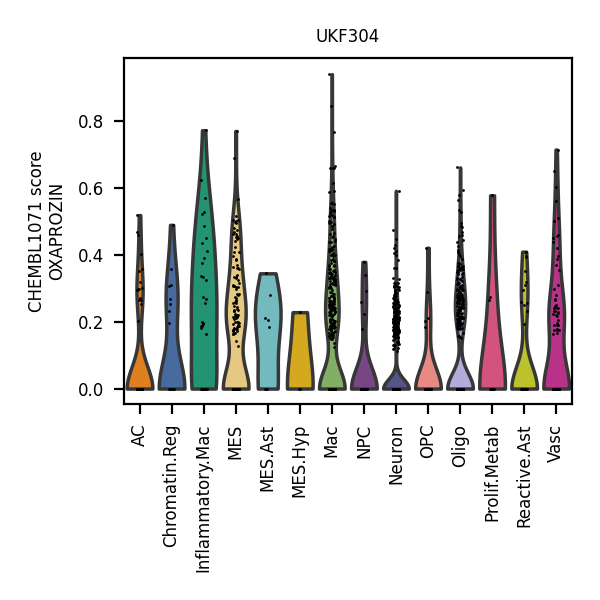 UKF304
CHEMBL1071 score
OXAPROZIN
0.8
0.6
0.4
0.2
0.0
AC
Chromatin.Reg
Inflammatory.Mac
MES
MES.Ast
MES.Hyp
Mac
NPC
Neuron
OPC
Oligo
Prolif.Metab
Reactive.Ast
Vasc